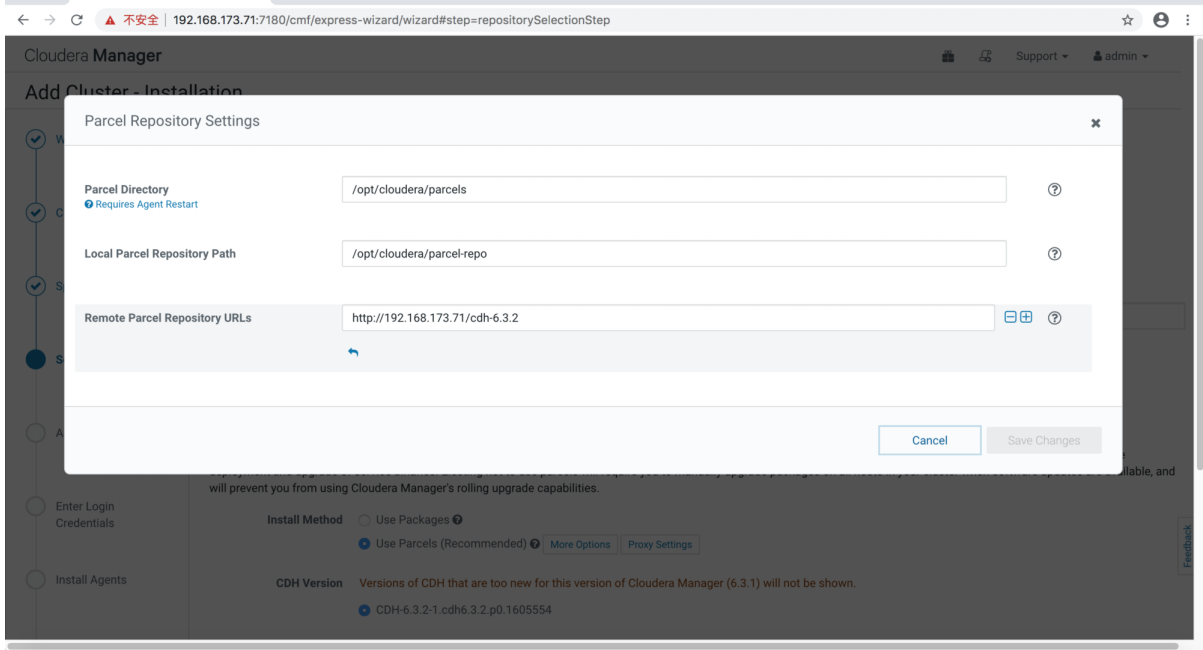 不安全 | 192.168.173.71:7180/cmf/express-wizard/wizard#step=repositorySelectionStep
Cloudera Manager
Support
admin
Add Cluster - Installation
Parcel Repository Settings
Parcel Directory
Requires Agent Restart
/opt/cloudera/parcels
Local Parcel Repository Path
/opt/cloudera/parcel-repo
Remote Parcel Repository URLs
http://192.168.173.71/cdh-6.3.2
Cancel
Save Changes
will prevent you from using Cloudera Manager's rolling upgrade capabilities.
Enter Login
Credentials
Install Method
Use Packages
Use Parcels (Recommended)
More Options
Proxy Settings
Feedback
Install Agents
CDH Version
Versions of CDH that are too new for this version of Cloudera Manager (6.3.1) will not be shown.
CDH-6.3.2-1.cdh6.3.2.p0.1605554